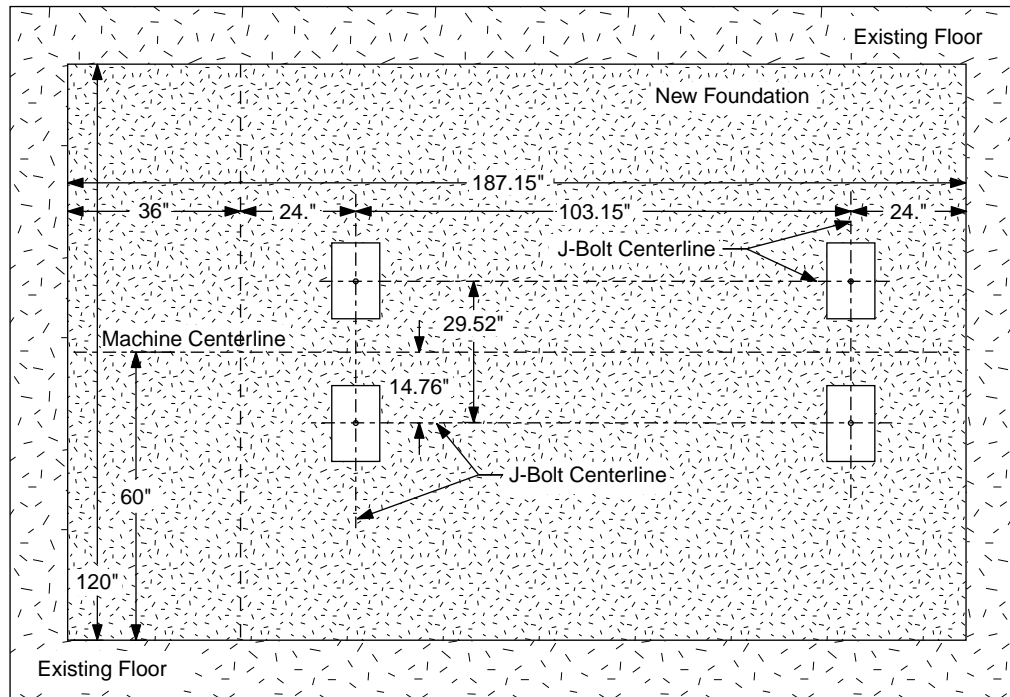 Existing Floor
New Foundation
187.15"
36"
24."
103.15"
24."
J-Bolt Centerline
29.52"
Machine Centerline
14.76"
J-Bolt Centerline
60"
120"
Existing Floor